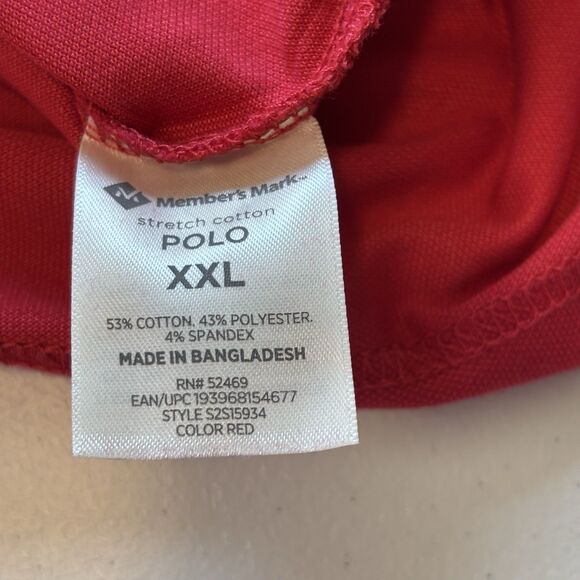 Member's Mark™
stretch cotton
POLO
XXL
53% COTTON. 43% POLYESTER.
4% SPANDEX
MADE IN BANGLADESH
RN# 52469
EAN/UPC 193968154677
STYLE S2S15934
COLOR RED